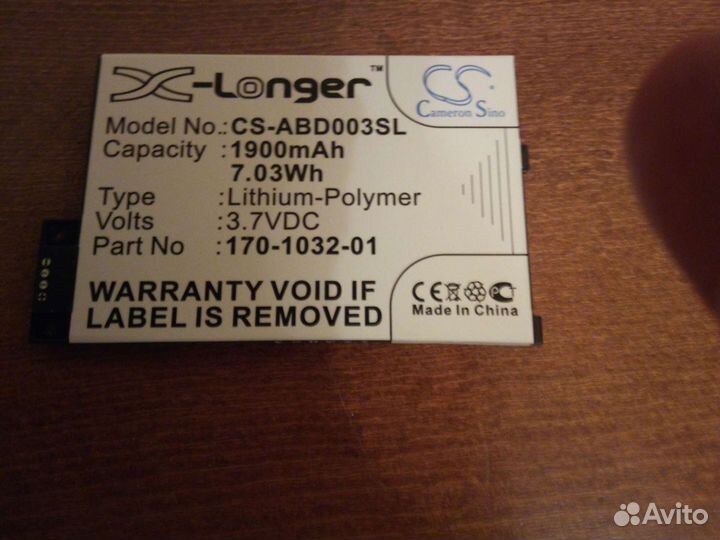 X-Longer™
CS
Cameron Sino
Model No.: CS-ABD003SL
Capacity : 1900mAh
7.03Wh
Type : Lithium-Polymer
Volts : 3.7VDC
Part No : 170-1032-01
WARRANTY VOID IF
LABEL IS REMOVED
CE
Made In China
Avito